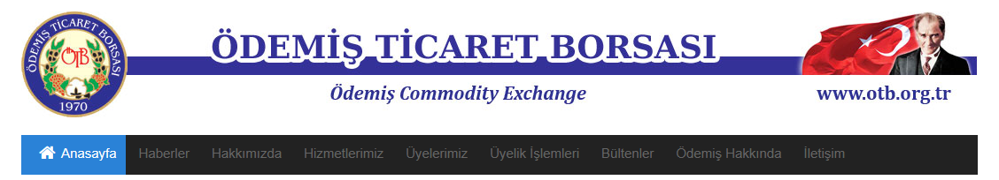 ÖDEMİŞ TİCARET BORSASI
ÖTB
1970
ÖDEMİŞ TİCARET BORSASI
Ödemiş Commodity Exchange
www.otb.org.tr
Anasayfa Haberler Hakkımızda Hizmetlerimiz Üyelerimiz Üyelik İşlemleri Bültenler Ödemiş Hakkında İletişim